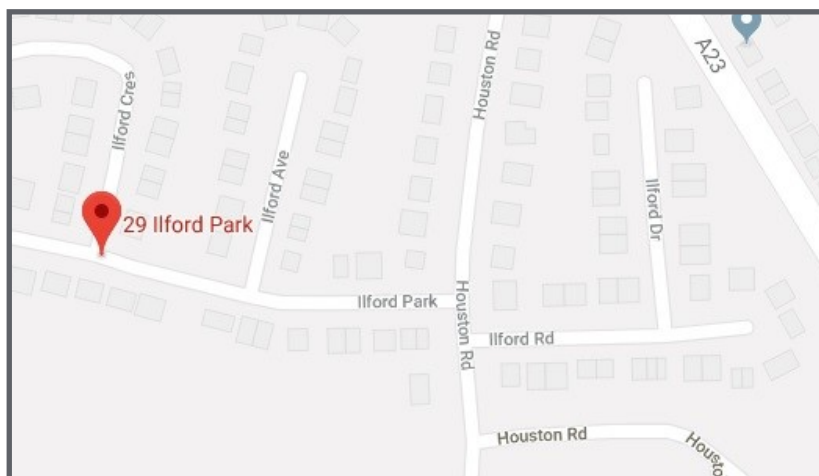 Houston Rd
A23
Ilford Cres
Ilford Ave
Ilford Dr
29 Ilford Park
Ilford Park
Houston Rd
Ilford Rd
Houston Rd
Housto